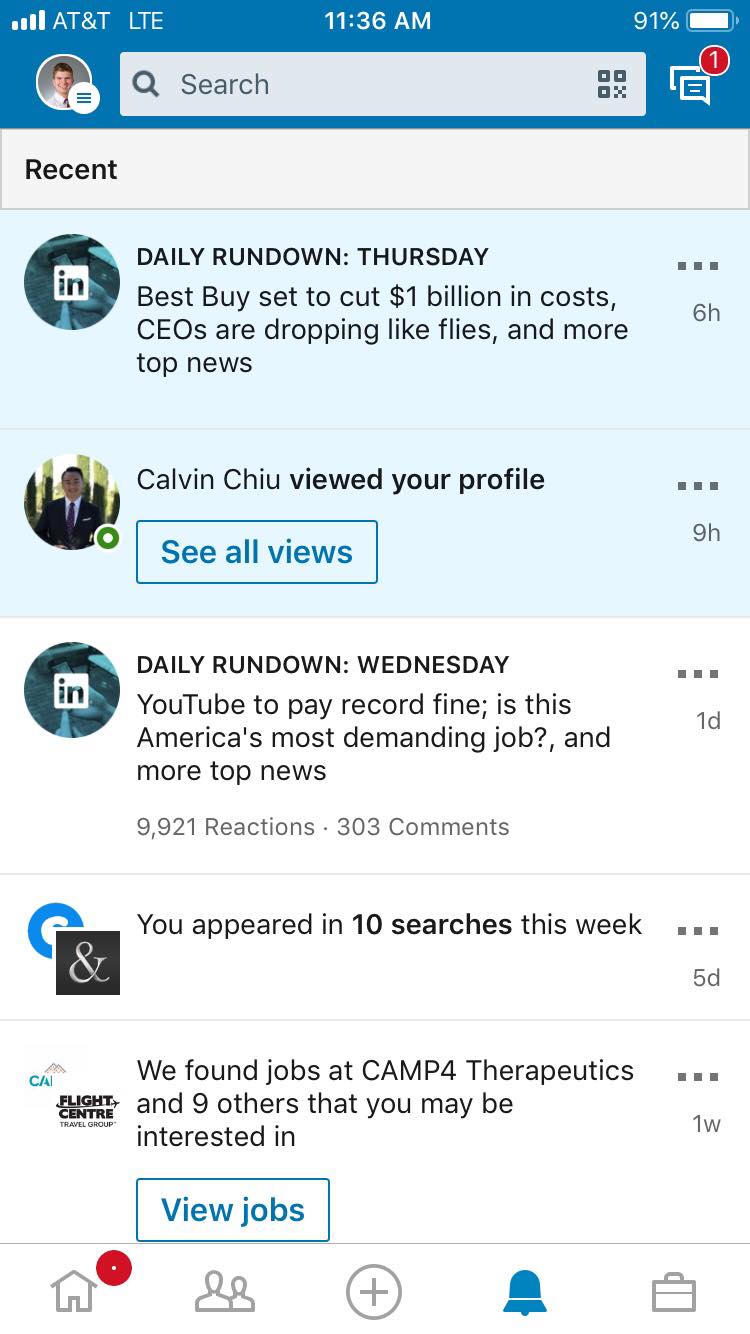 AT&T LTE 11:36 AM 91%
Search
1
Recent
DAILY RUNDOWN: THURSDAY
Best Buy set to cut $1 billion in costs,
CEOs are dropping like flies, and more
top news
6h
in
Calvin Chiu viewed your profile
9h
See all views
DAILY RUNDOWN: WEDNESDAY
in
YouTube to pay record fine; is this
America's most demanding job?, and
more top news
1d
9,921 Reactions · 303 Comments
You appeared in 10 searches this week
&
5d
We found jobs at CAMP4 Therapeutics
and 9 others that you may be
interested in
1w
CA
FLIGHT
CENTRE
TRAVEL GROUP
View jobs